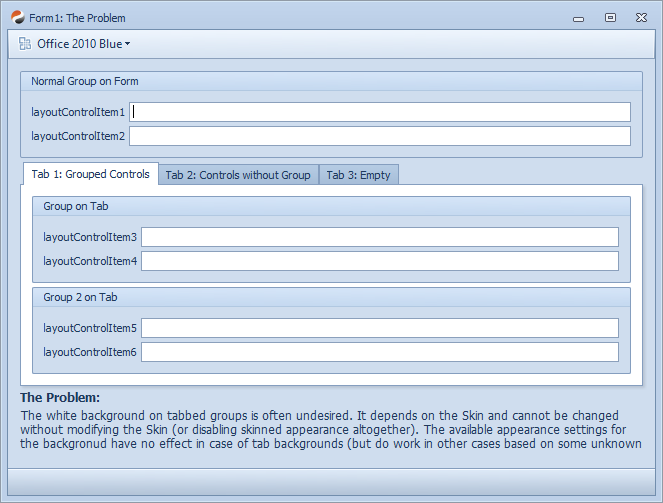 Form1: The Problem
Office 2010 Blue
Normal Group on Form
layoutControlItem1
layoutControlItem2
Tab 1: Grouped Controls Tab 2: Controls without Group Tab 3: Empty
Group on Tab
layoutControlItem3
layoutControlItem4
Group 2 on Tab
layoutControlItem5
layoutControlItem6
The Problem:
The white background on tabbed groups is often undesired. It depends on the Skin and cannot be changed
without modifying the Skin (or disabling skinned appearance altogether). The available appearance settings for
the backgronud have no effect in case of tab backgrounds (but do work in other cases based on some unknown